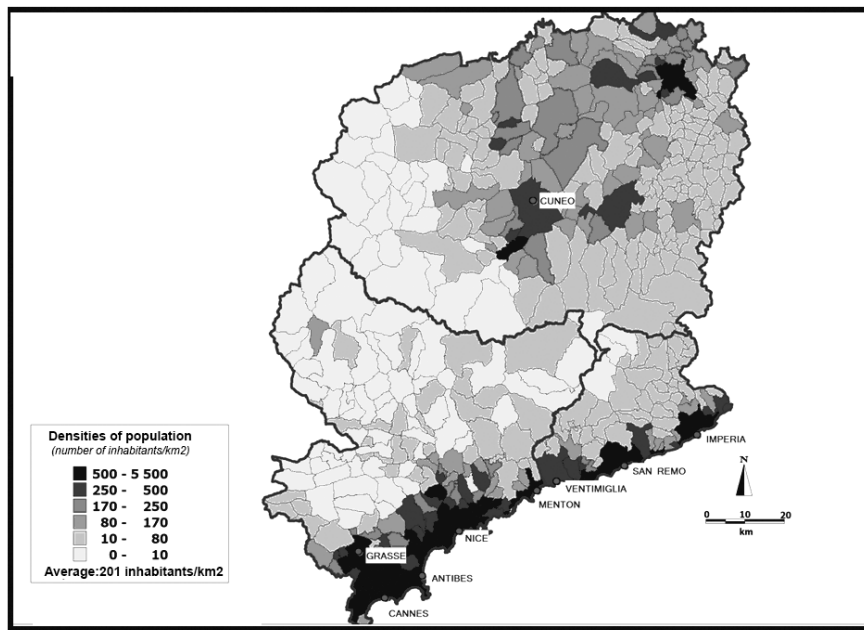 CUNEO
IMPERIA
SAN REMO
VENTIMIGLIA
MENTON
NICE
GRASSE
ANTIBES
CANNES
Densities of population
(number of inhabitants/km2)
500 - 5 500
250 - 500
170 - 250
80 - 170
10 - 80
0 - 10
Average:201 inhabitants/km2
N
0 10 20
km